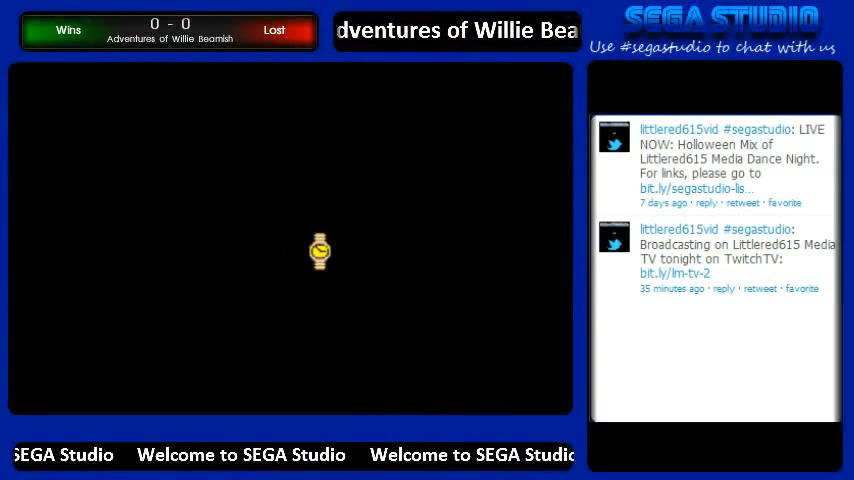 Wins
0 - 0
Lost
Adventures of Willie Beamish
dventures of Willie Bea
SEGA STUDIO
Use #segastudio to chat with us
littlered615vid #segastudio: LIVE
NOW: Holloween Mix of
Littlered615 Media Dance Night.
For links, please go to
bit.ly/segastudio-lis...
7 days ago · reply · retweet · favorite
littlered615vid #segastudio:
Broadcasting on Littlered615 Media
TV tonight on TwitchTV:
bit.ly/lm-tv-2
35 minutes ago · reply · retweet · favorite
SEGA Studio Welcome to SEGA Studio Welcome to SEGA Studio